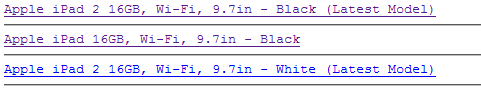 Apple iPad 2 16GB, Wi-Fi, 9.7in - Black (Latest Model)
Apple iPad 16GB, Wi-Fi, 9.7in - Black
Apple iPad 2 16GB, Wi-Fi, 9.7in - White (Latest Model)